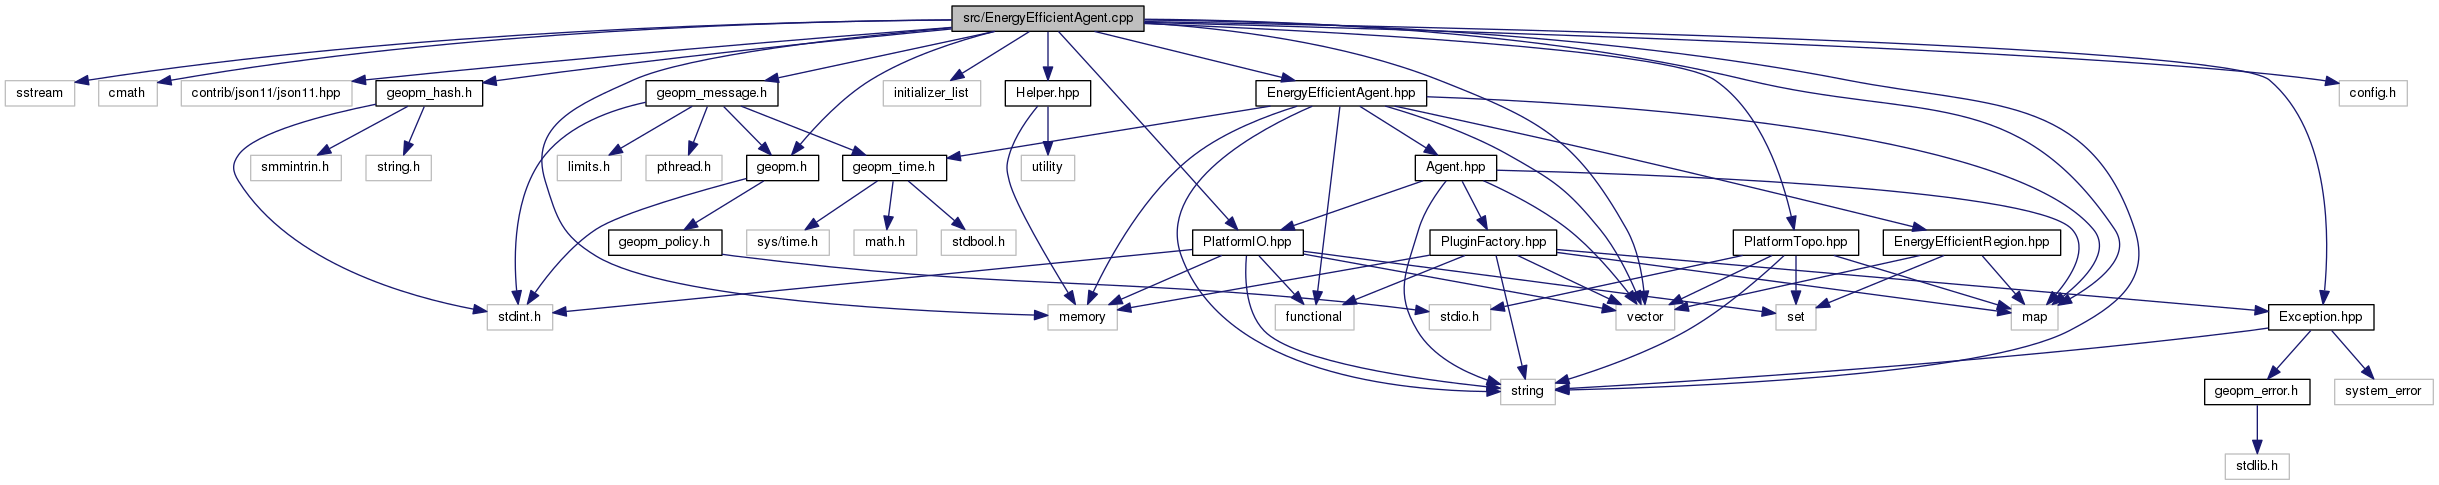 src/EnergyEfficientAgent.cpp
sstream
cmath
contrib/json11/json11.hpp
geopm_hash.h
geopm_message.h
initializer_list
Helper.hpp
EnergyEfficientAgent.hpp
config.h
smmintrin.h
string.h
limits.h
pthread.h
geopm.h
geopm_time.h
utility
Agent.hpp
geopm_policy.h
sys/time.h
math.h
stdbool.h
PlatformIO.hpp
PluginFactory.hpp
PlatformTopo.hpp
EnergyEfficientRegion.hpp
stdint.h
memory
functional
stdio.h
vector
set
map
Exception.hpp
string
geopm_error.h
system_error
stdlib.h